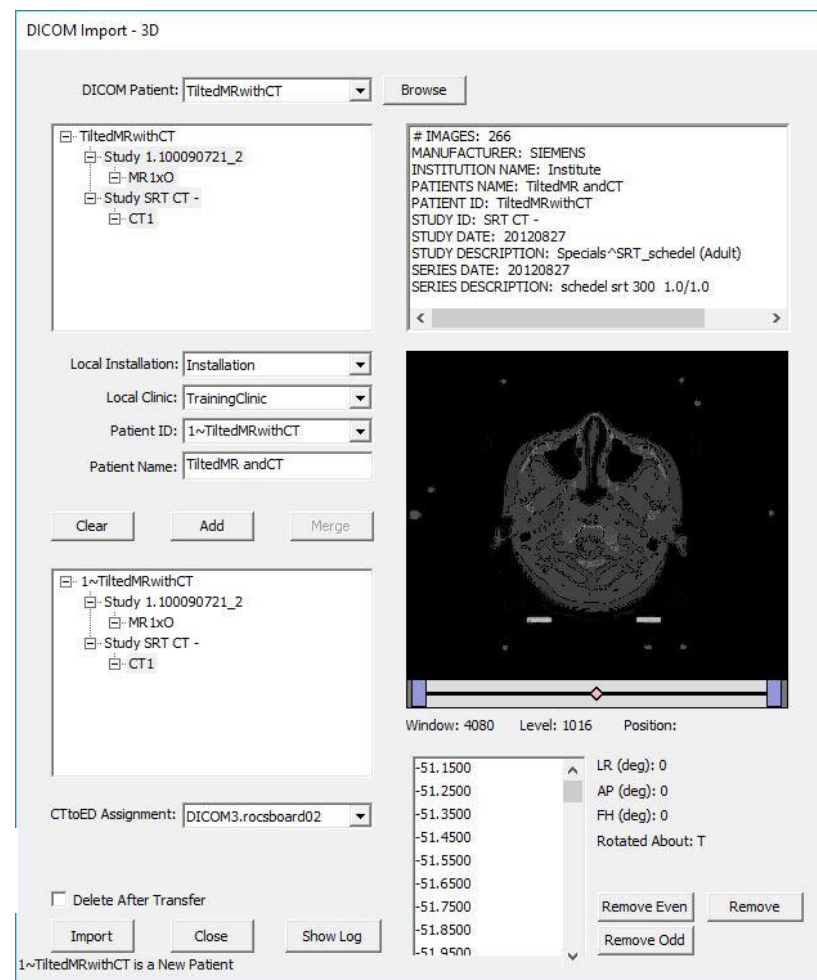 DICOM Import - 3D
DICOM Patient: TiltedMRwithCT Browse
TiltedMRwithCT
Study 1.100090721_2
MR1xO
Study SRT CT -
CT1
# IMAGES: 266
MANUFACTURER: SIEMENS
INSTITUTION NAME: Institute
PATIENTS NAME: TiltedMR andCT
PATIENT ID: TiltedMRwithCT
STUDY ID: SRT CT -
STUDY DATE: 20120827
STUDY DESCRIPTION: Specials^SRT_schedel (Adult)
SERIES DATE: 20120827
SERIES DESCRIPTION: schedel srt 300 1.0/1.0
Local Installation: Installation
Local Clinic: TrainingClinic
Patient ID: 1~TiltedMRwithCT
Patient Name: TiltedMR andCT
Clear Add Merge
1~TiltedMRwithCT
Study 1.100090721_2
MR1xO
Study SRT CT -
CT1
Window: 4080 Level: 1016 Position:
-51.1500
-51.2500
-51.3500
-51.4500
-51.5500
-51.6500
-51.7500
-51.8500
-51.9500
LR (deg): 0
AP (deg): 0
FH (deg): 0
Rotated About: T
CTtoED Assignment: DICOM3.rocsboard02
Delete After Transfer
Remove Even Remove
Remove Odd
Import Close Show Log
1~TiltedMRwithCT is a New Patient